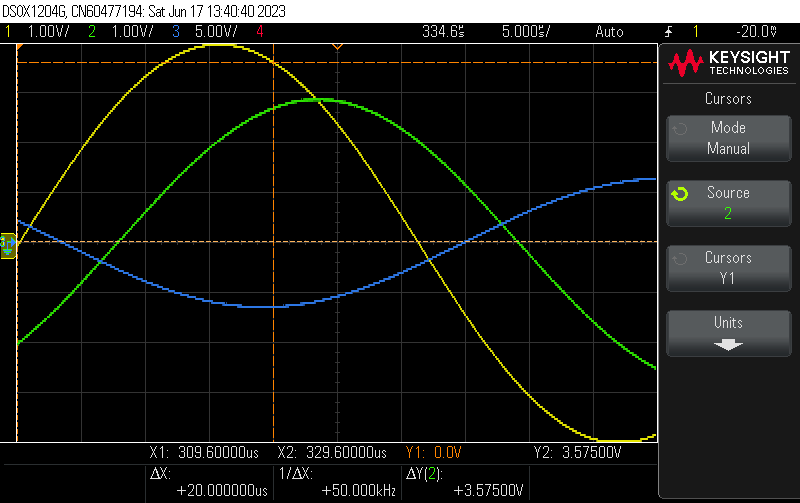 DSOX1204G, CN60477194: Sat Jun 17 13:40:40 2023
1 1.00V/ 2 1.00V/ 3 5.00V/ 4 334.6s 5.000s/ Auto 1 -20.0V
KEYSIGHT
TECHNOLOGIES
Cursors
Mode
Manual
Source
2
Cursors
Y1
Units
X1: 309.60000us X2: 329.60000us Y1: 0.0V Y2: 3.57500V
ΔX: 1/ΔX: ΔY(2):
+20.000000us +50.000kHz +3.57500V